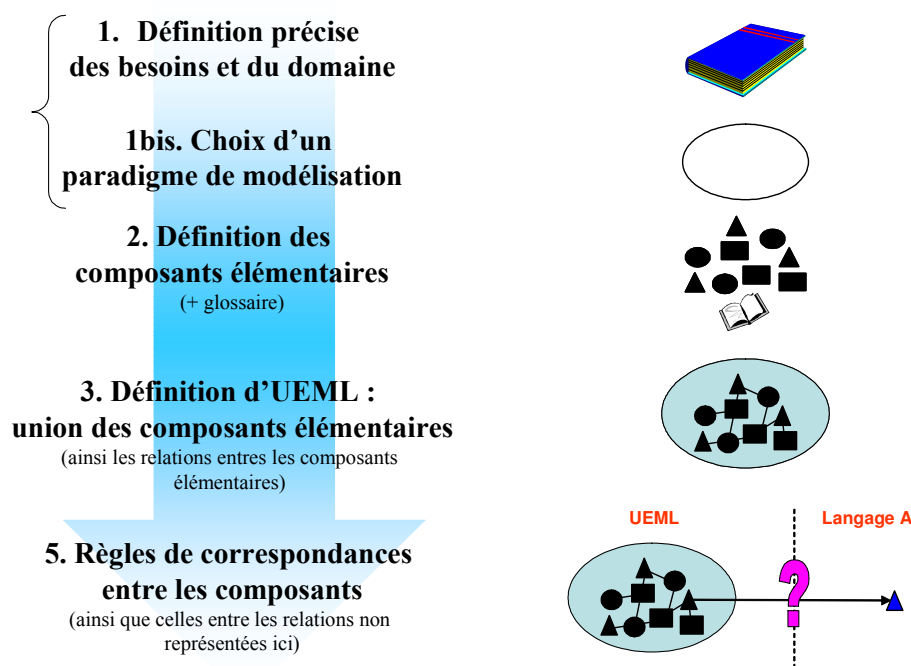 1. Définition précise
des besoins et du domaine
1bis. Choix d’un
paradigme de modélisation
2. Définition des
composants élémentaires
(+ glossaire)
3. Définition d’UEML :
union des composants élémentaires
(ainsi les relations entres les composants
élémentaires)
UEML
Langage A
5. Règles de correspondances
entre les composants
(ainsi que celles entre les relations non
représentées ici)
?